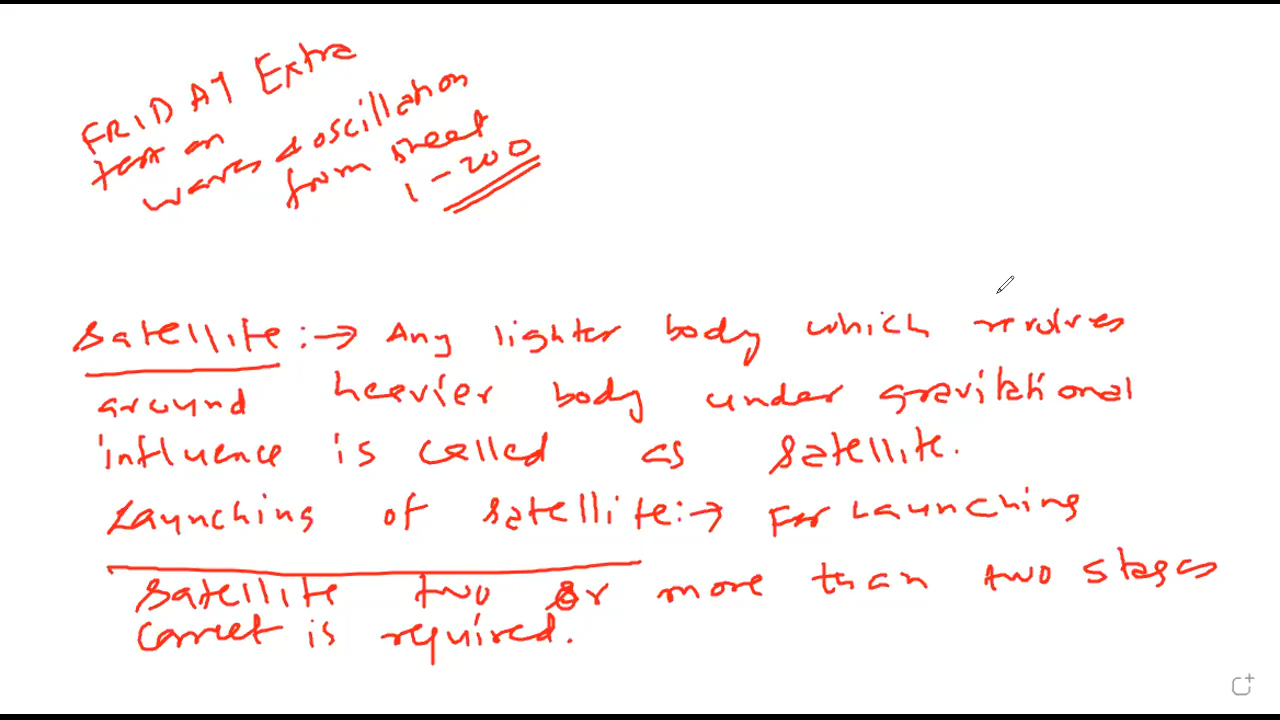 FRIDAY Extra
test on
waves & oscillation
from sheet
1-200
Satellite :→ Any lighter body which revolves
around heavier body under gravitational
influence is called as satellite.
Launching of satellite:→ For Launching
satellite two or more than two stages
is required.